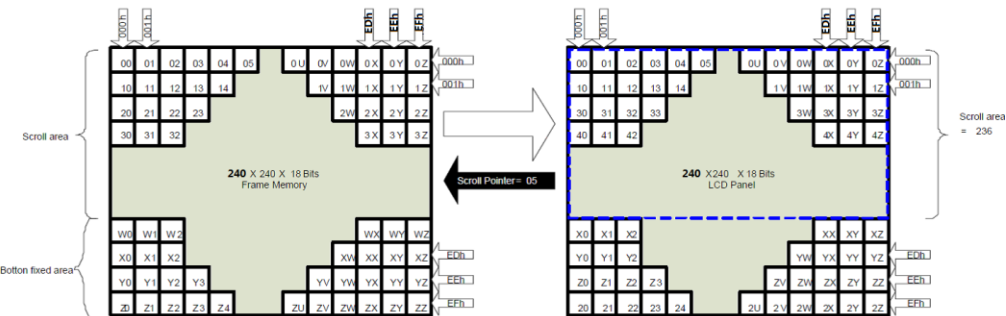 000h 001h EDh EEh EFh 000h 001h EDh EEh EFh
00 01 02 03 04 05 0U 0V 0W 0X 0Y 0Z 000h 00 01 02 03 04 05 0U 0V 0W 0X 0Y 0Z 000h
10 11 12 13 14 1V 1W 1X 1Y 1Z 001h 10 11 12 13 14 1V 1W 1X 1Y 1Z 001h
20 21 22 23 2W 2X 2Y 2Z 30 31 32 33 3W 3X 3Y 3Z
Scroll area 30 31 32 3X 3Y 3Z 40 41 42 4X 4Y 4Z Scroll area
= 236
240 X 240 X 18 Bits 240 X240 X 18 Bits
Frame Memory Scroll Pointer= 05 LCD Panel
W0 W1 W2 WX WY WZ X0 X1 X2 XX XY XZ
X0 X1 X2 XW XX XY XZ EDh Y0 Y1 Y2 YW YX YY YZ EDh
Botton fixed area
Y0 Y1 Y2 Y3 YV YW YX YY YZ EEh Z0 Z1 Z2 Z3 ZV ZW ZX ZY ZZ EEh
Z0 Z1 Z2 Z3 Z4 ZU ZV ZW ZX ZY ZZ EFh 20 21 22 23 24 2U 2V 2W 2X 2Y 2Z EFh